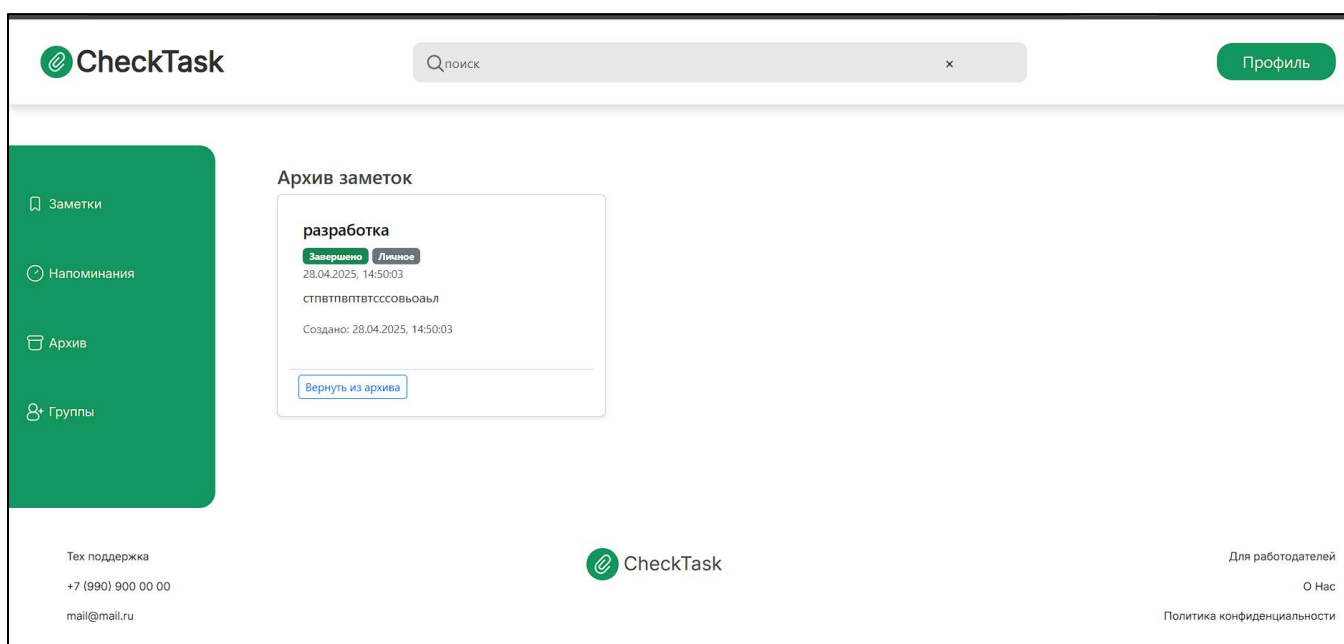 CheckTask
поиск
×
Профиль
Заметки
Напоминания
Архив
Группы
Архив заметок
разработка
Завершено Личное
28.04.2025, 14:50:03
стпвтпвптвтсссовьоаьл
Создано: 28.04.2025, 14:50:03
Вернуть из архива
Тех поддержка
+7 (990) 900 00 00
mail@mail.ru
CheckTask
Для работодателей
О Нас
Политика конфиденциальности